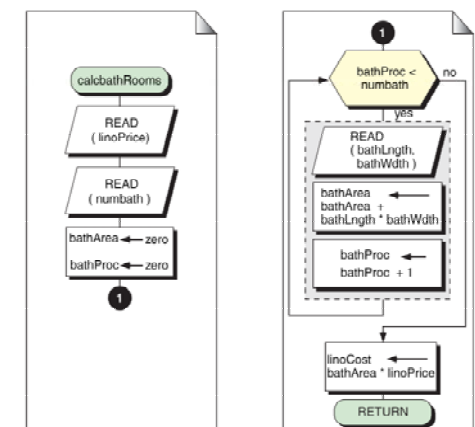 calcbathRooms
READ
( linoPrice)
READ
( numbath )
bathArea ← zero
bathProc ← zero
1
1
bathProc <
numbath
no
yes
READ
( bathLngth,
bathWdth )
bathArea ←
bathArea +
bathLngth * bathWdth
bathProc ←
bathProc + 1
linoCost ←
bathArea * linoPrice
RETURN